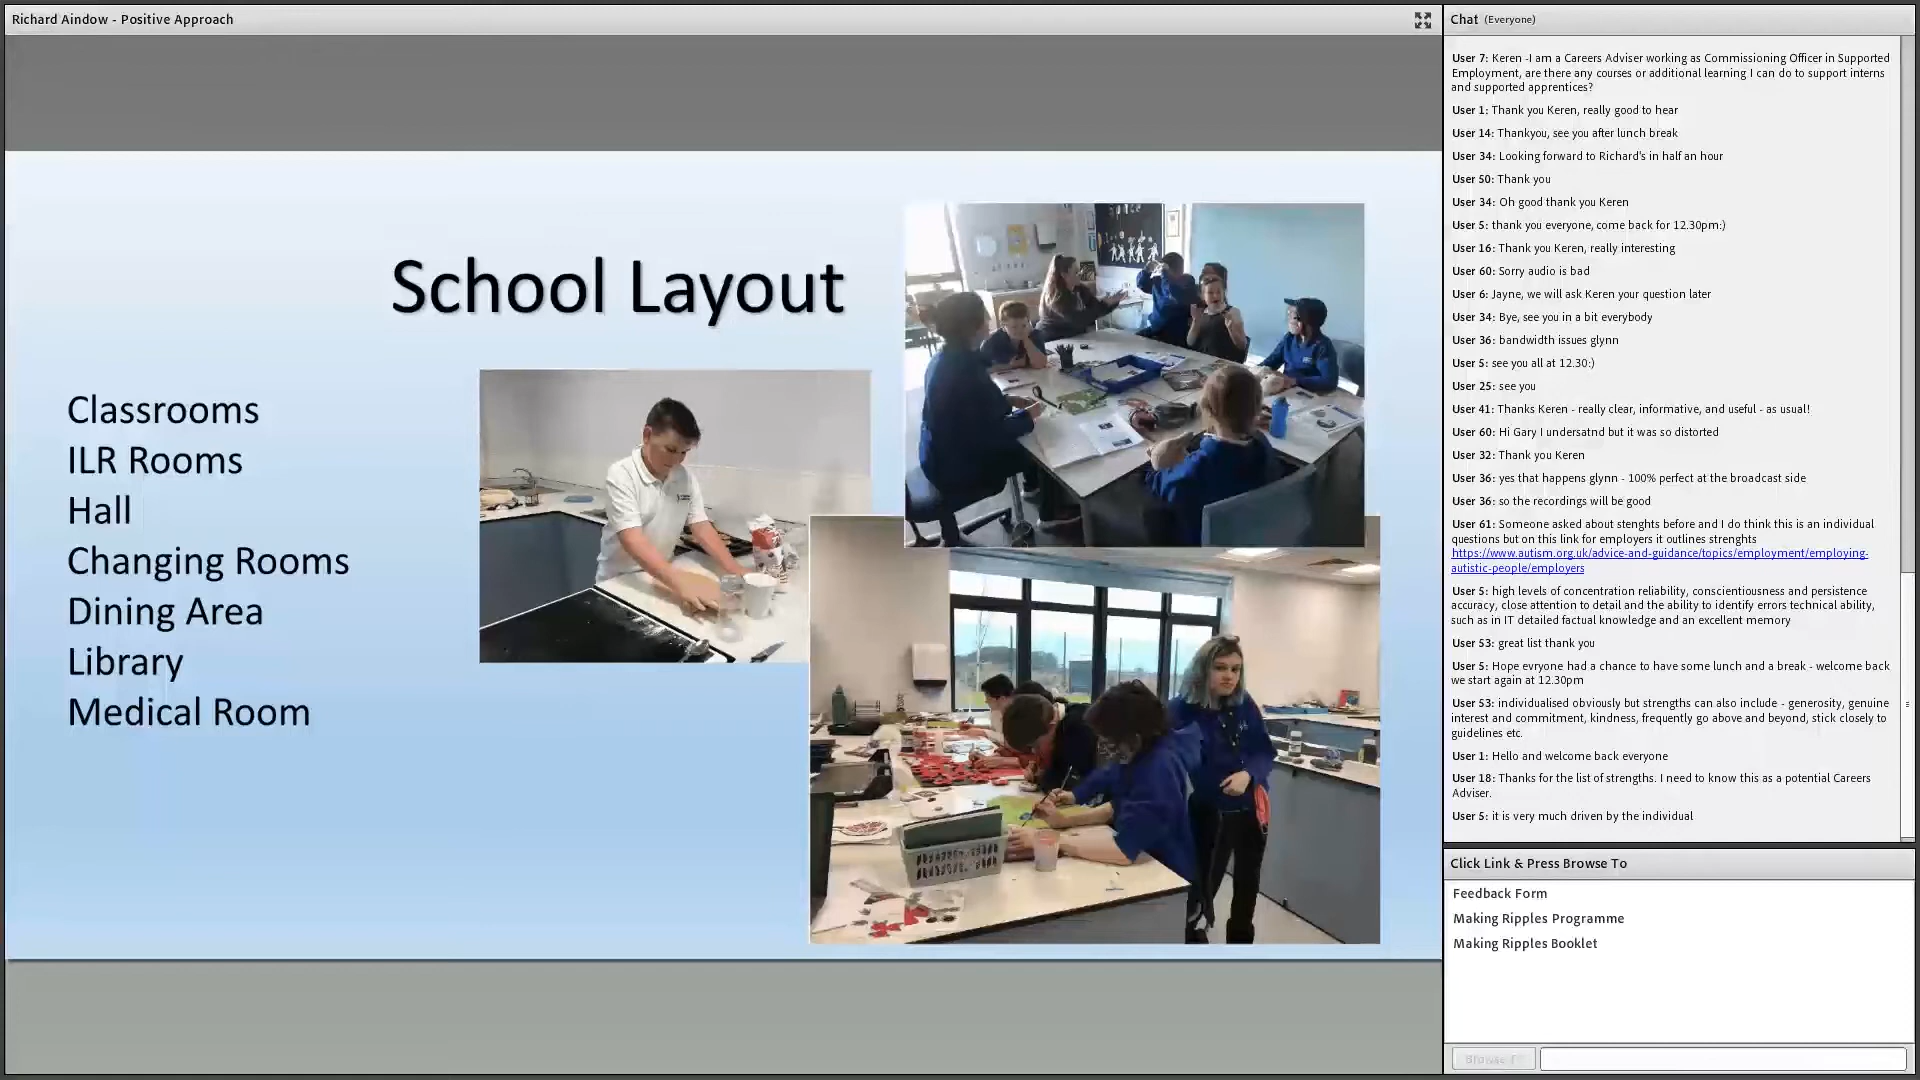 Richard Aindow - Positive Approach
School Layout
Classrooms
ILR Rooms
Hall
Changing Rooms
Dining Area
Library
Medical Room
Chat (Everyone)
User 7: Keren -I am a Careers Adviser working as Commissioning Officer in Supported
Employment, are there any courses or additional learning I can do to support interns
and supported apprentices?
User 1: Thank you Keren, really good to hear
User 14: Thankyou, see you after lunch break
User 34: Looking forward to Richard's in half an hour
User 50: Thank you
User 34: Oh good thank you Keren
User 5: thank you everyone, come back for 12.30pm:)
User 16: Thank you Keren, really interesting
User 60: Sorry audio is bad
User 6: Jayne, we will ask Keren your question later
User 34: Bye, see you in a bit everybody
User 36: bandwidth issues glynn
User 5: see you all at 12.30:)
User 25: see you
User 41: Thanks Keren - really clear, informative, and useful - as usual!
User 60: Hi Gary I undersatnd but it was so distorted
User 32: Thank you Keren
User 36: yes that happens glynn - 100% perfect at the broadcast side
User 36: so the recordings will be good
User 61: Someone asked about stenghts before and I do think this is an individual
questions but on this link for employers it outlines strenghts
https://www.autism.org.uk/advice-and-guidance/topics/employment/employing-
autistic-people/employers
User 5: high levels of concentration reliability, conscientiousness and persistence
accuracy, close attention to detail and the ability to identify errors technical ability,
such as in IT detailed factual knowledge and an excellent memory
User 53: great list thank you
User 5: Hope evryone had a chance to have some lunch and a break - welcome back
we start again at 12.30pm
User 53: individualised obviously but strengths can also include - generosity, genuine
interest and commitment, kindness, frequently go above and beyond, stick closely to
guidelines etc.
User 1: Hello and welcome back everyone
User 18: Thanks for the list of strengths. I need to know this as a potential Careers
Adviser.
User 5: it is very much driven by the individual
Click Link & Press Browse To
Feedback Form
Making Ripples Programme
Making Ripples Booklet